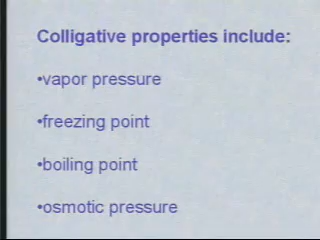 Colligative properties include:
•vapor pressure
•freezing point
•boiling point
•osmotic pressure